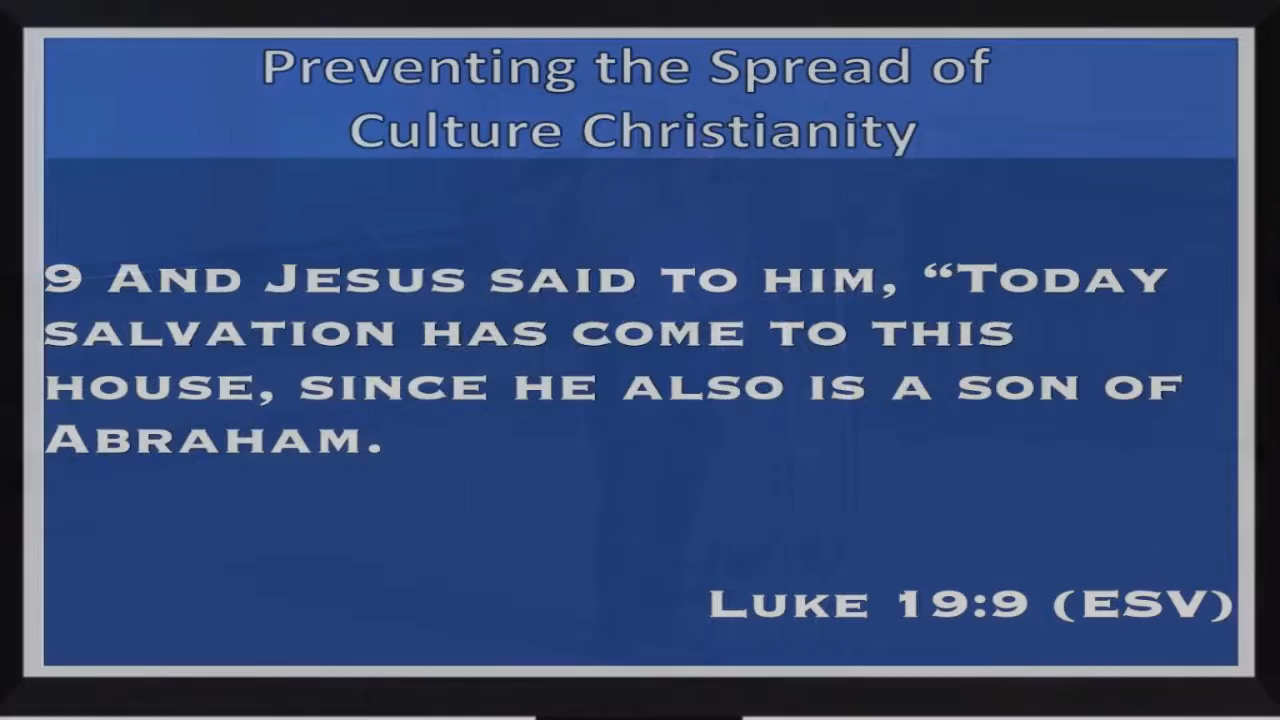 Preventing the Spread of
Culture Christianity
9 And Jesus said to him, “Today
salvation has come to this
house, since he also is a son of
Abraham.
Luke 19:9 (ESV)